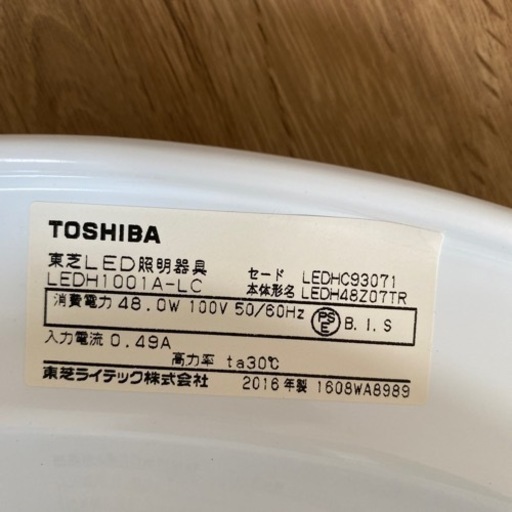 TOSHIBA
東芝LED照明器具
LEDH1001A-LC
セード LEDHC93071
本体形名 LEDH48Z07TR
消費電力 48.0W 100V 50/60Hz PSE B.I.S
入力電流 0.49A
高力率 ta30℃
東芝ライテック株式会社 2016年製 1608WA8989